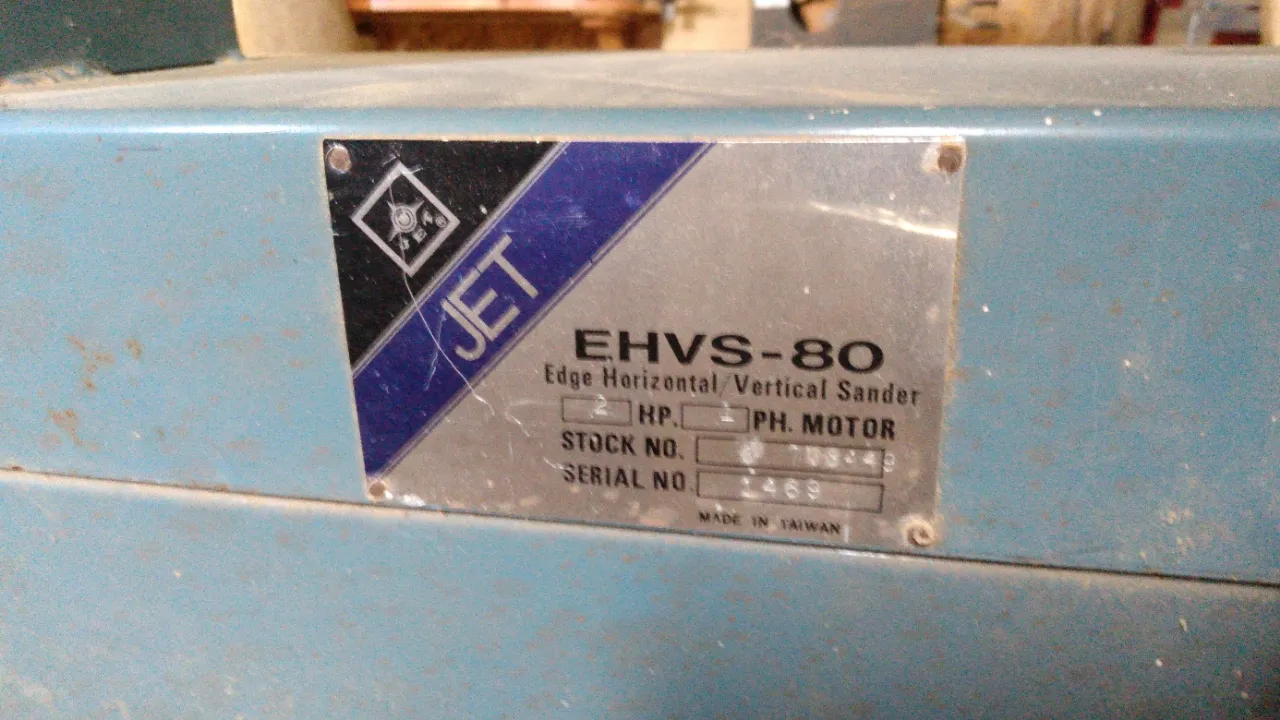 JET®
JET
EHVS-80
Edge Horizontal/Vertical Sander
2 HP. 1 PH. MOTOR
STOCK NO.
SERIAL NO. 1469
MADE IN TAIWAN